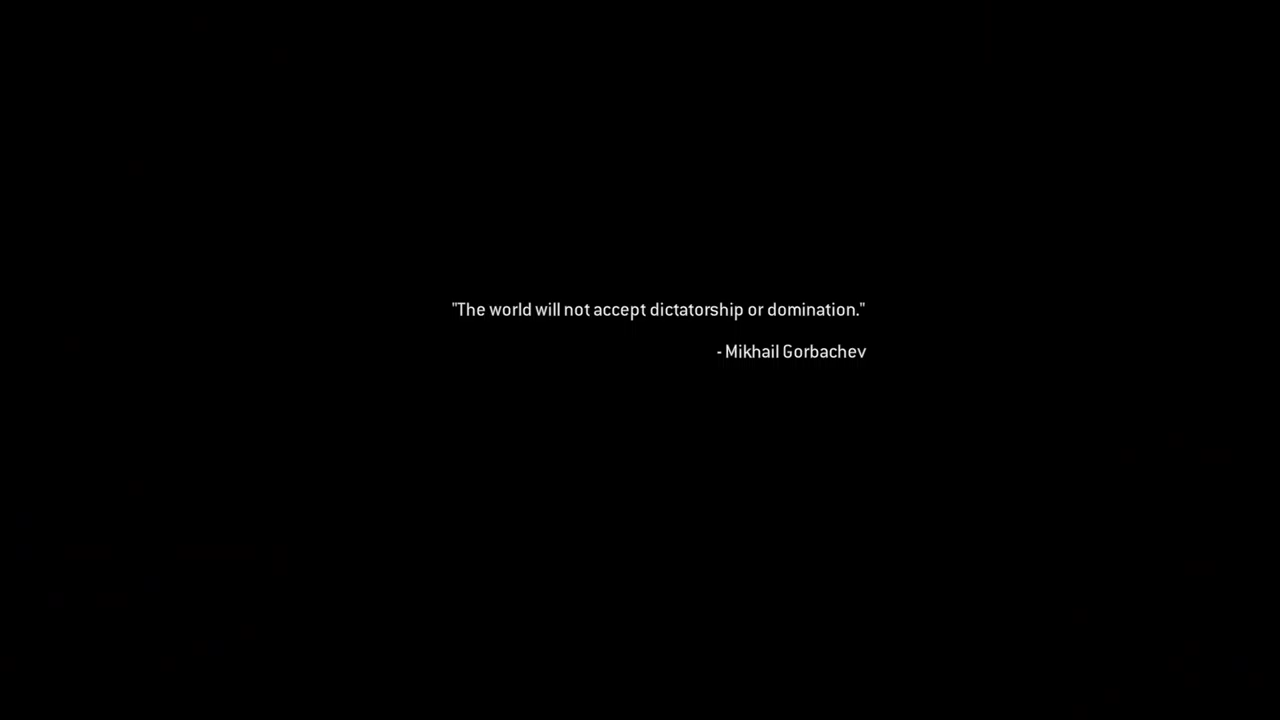 "The world will not accept dictatorship or domination."
- Mikhail Gorbachev